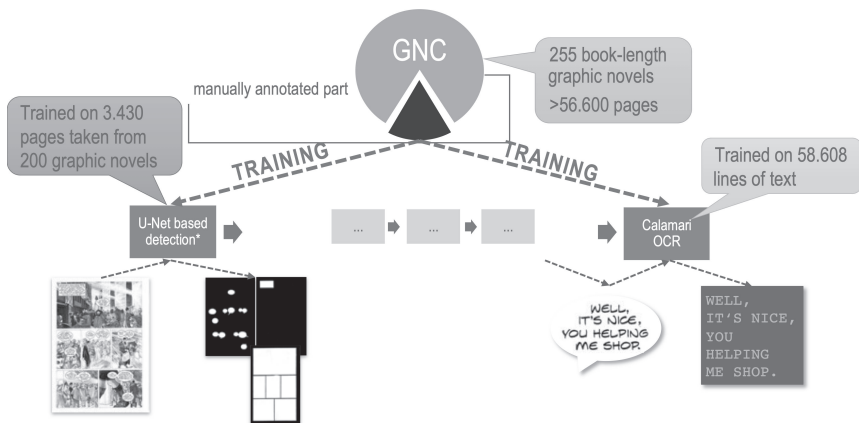 GNC
255 book-length
graphic novels
>56.600 pages
manually annotated part
Trained on 3.430
pages taken from
200 graphic novels
TRAINING
TRAINING
Trained on 58.608
lines of text
U-Net based
detection*
...
...
...
Calamari
OCR
WELL,
IT'S NICE,
YOU HELPING
ME SHOP.
WELL,
IT'S NICE,
YOU
HELPING
ME SHOP.